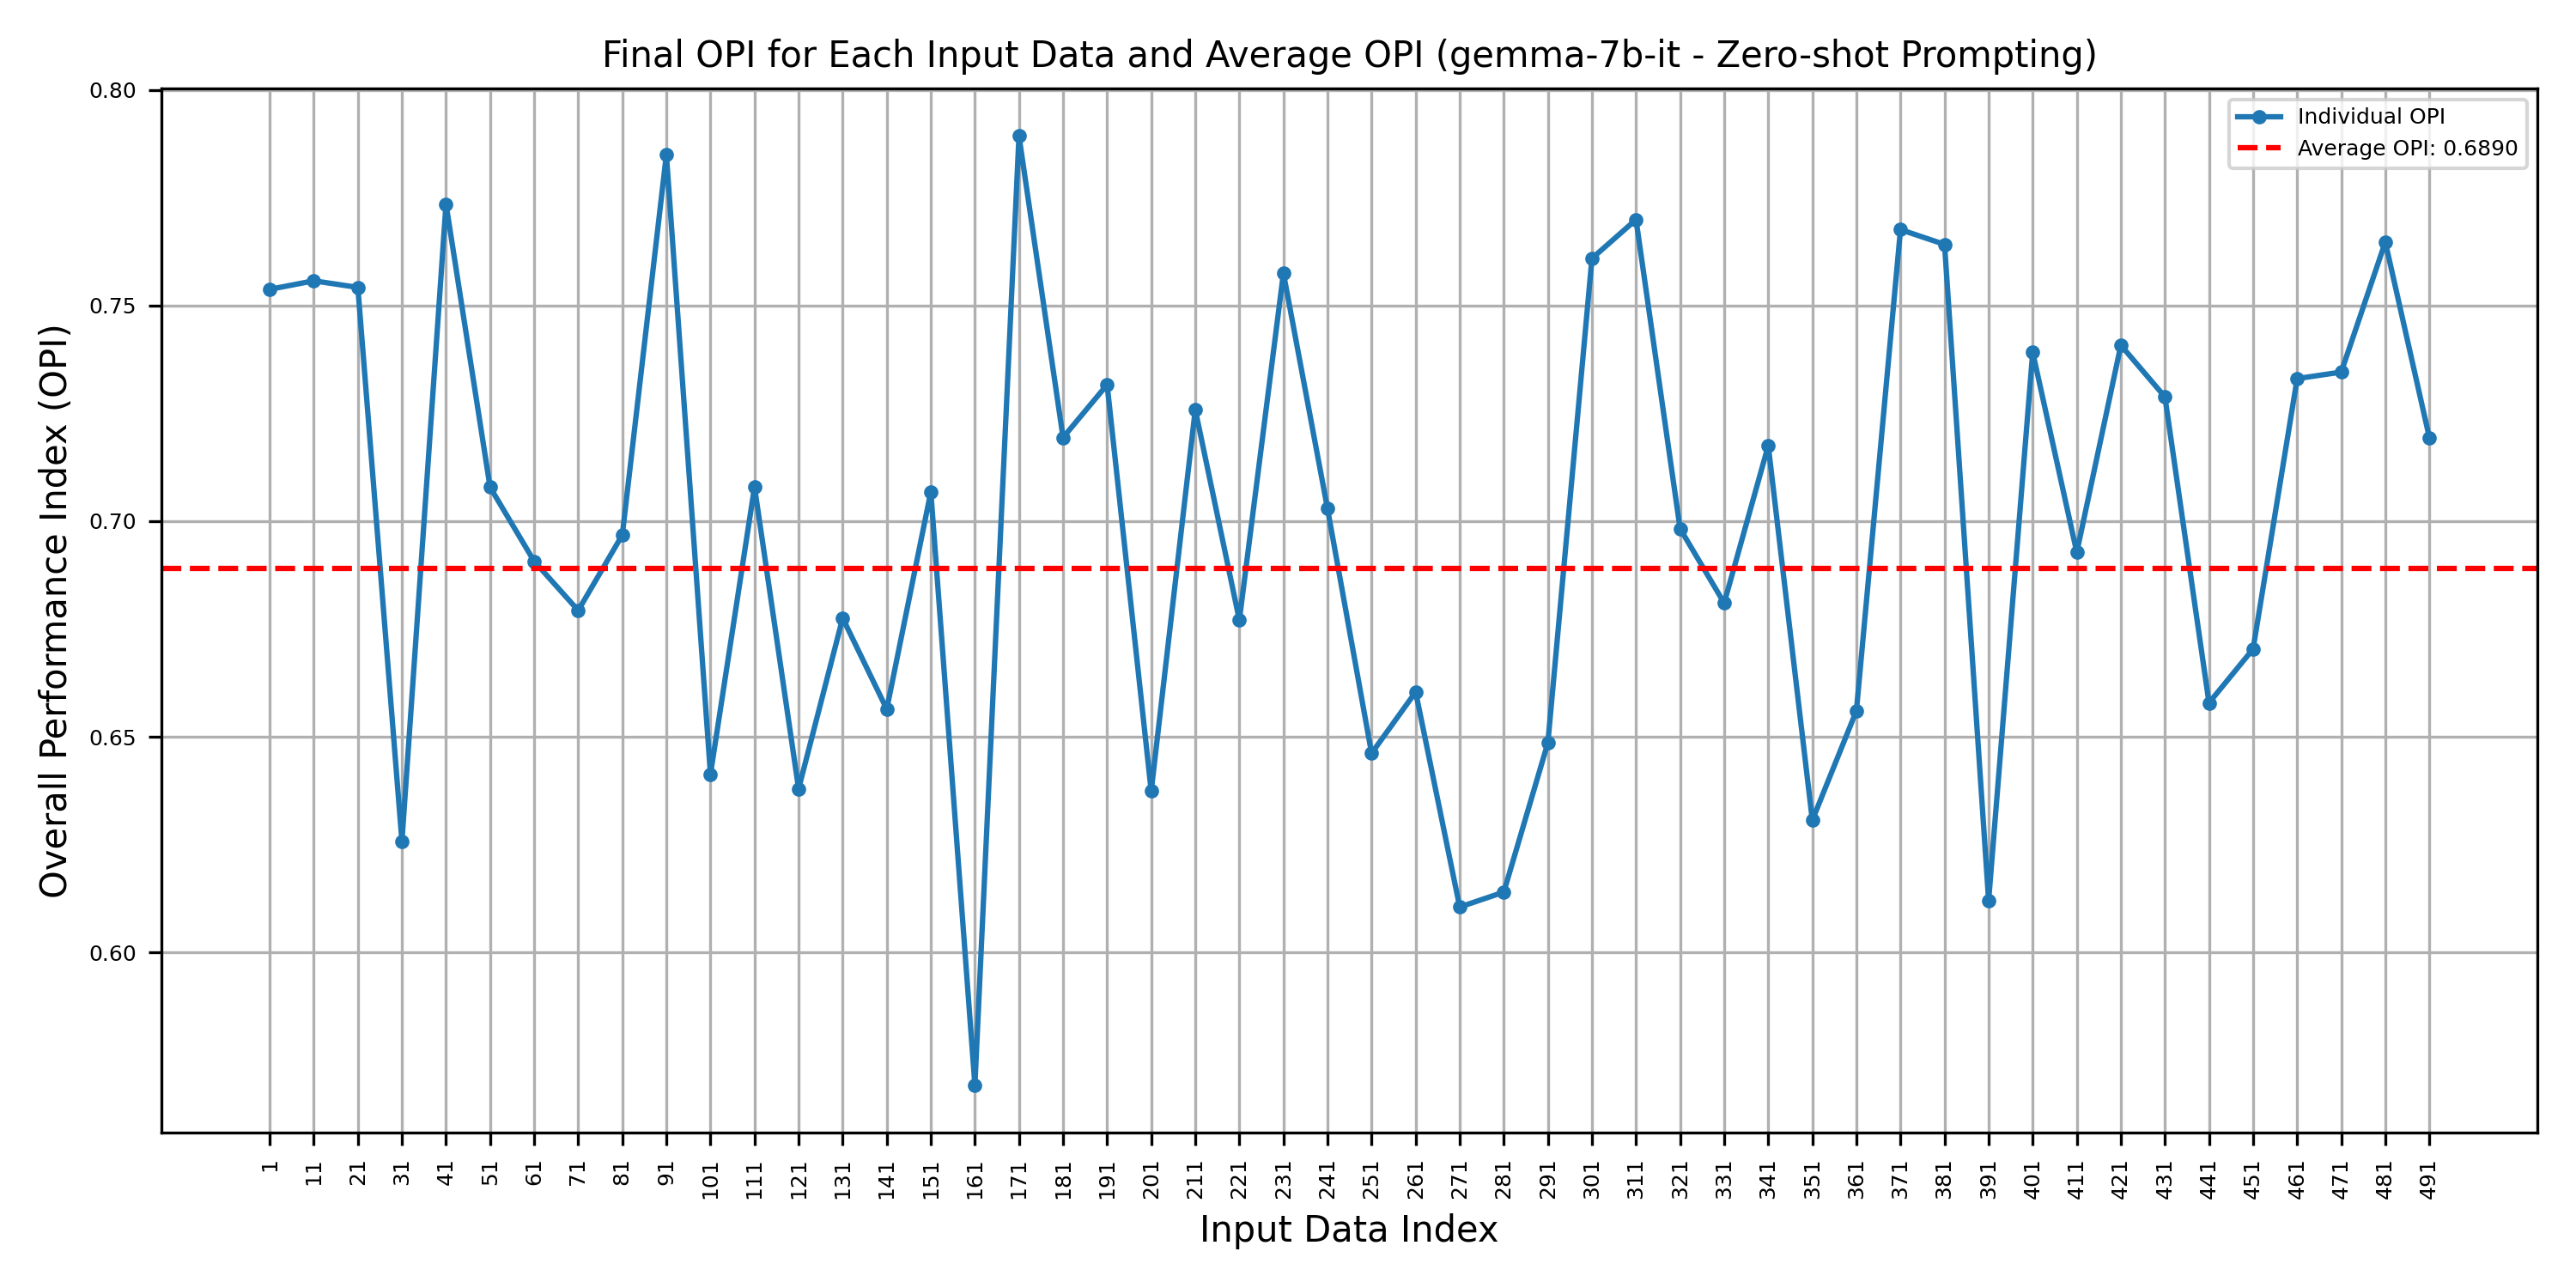 Final OPI for Each Input Data and Average OPI (gemma-7b-it - Zero-shot Prompting)
Individual OPI
Average OPI: 0.6890
Overall Performance Index (OPI)
0.80
0.75
0.70
0.65
0.60
1 11 21 31 41 51 61 71 81 91 101 111 121 131 141 151 161 171 181 191 201 211 221 231 241 251 261 271 281 291 301 311 321 331 341 351 361 371 381 391 401 411 421 431 441 451 461 471 481 491
Input Data Index